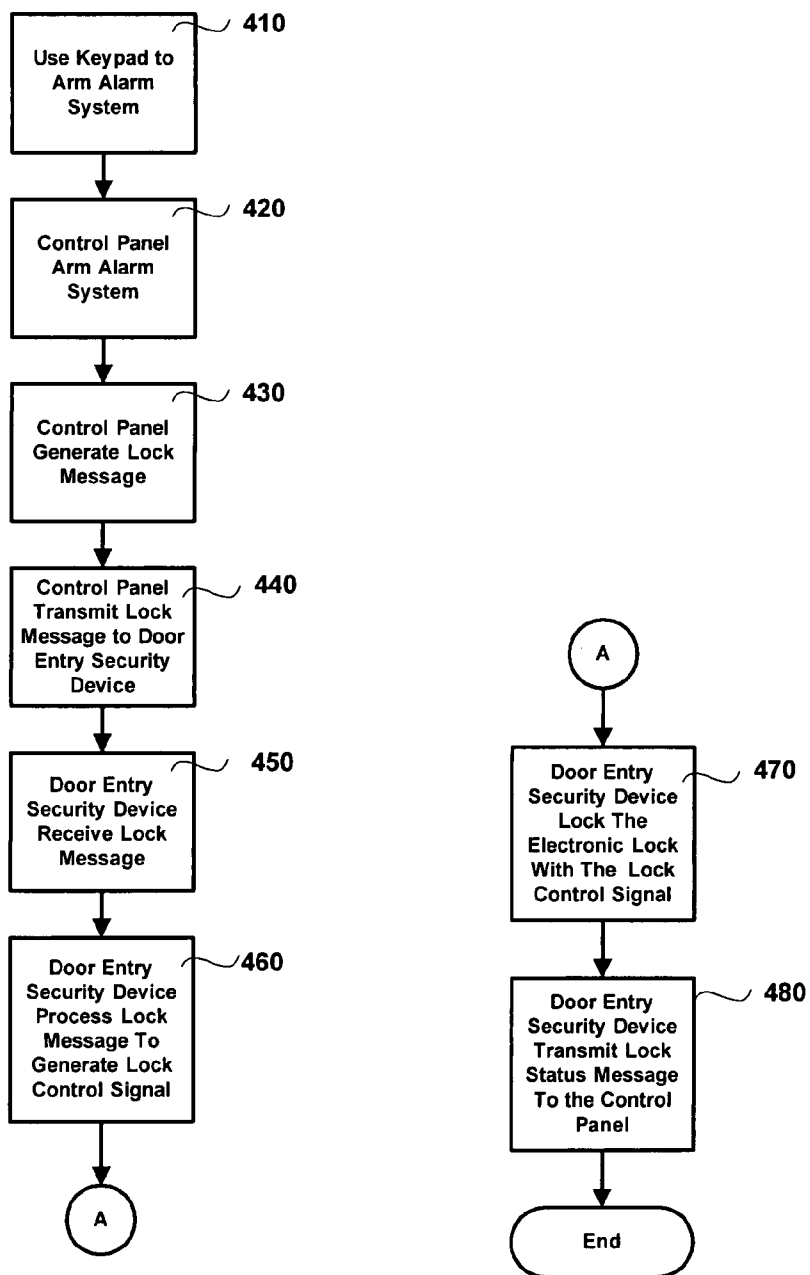 410
Use Keypad to
Arm Alarm
System
420
Control Panel
Arm Alarm
System
430
Control Panel
Generate Lock
Message
440
Control Panel
Transmit Lock
Message to Door
Entry Security
Device
450
Door Entry
Security Device
Receive Lock
Message
460
Door Entry
Security Device
Process Lock
Message To
Generate Lock
Control Signal
A
A
470
Door Entry
Security Device
Lock The
Electronic Lock
With The Lock
Control Signal
480
Door Entry
Security Device
Transmit Lock
Status Message
To the Control
Panel
End